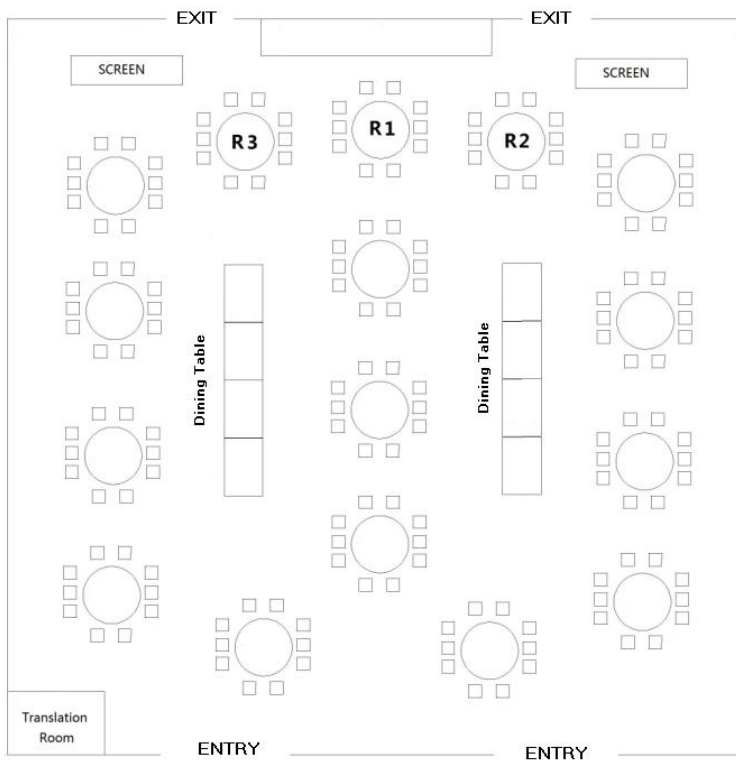 EXIT
EXIT
SCREEN
SCREEN
R3
R1
R2
Dining Table
Dining Table
Translation
Room
ENTRY
ENTRY